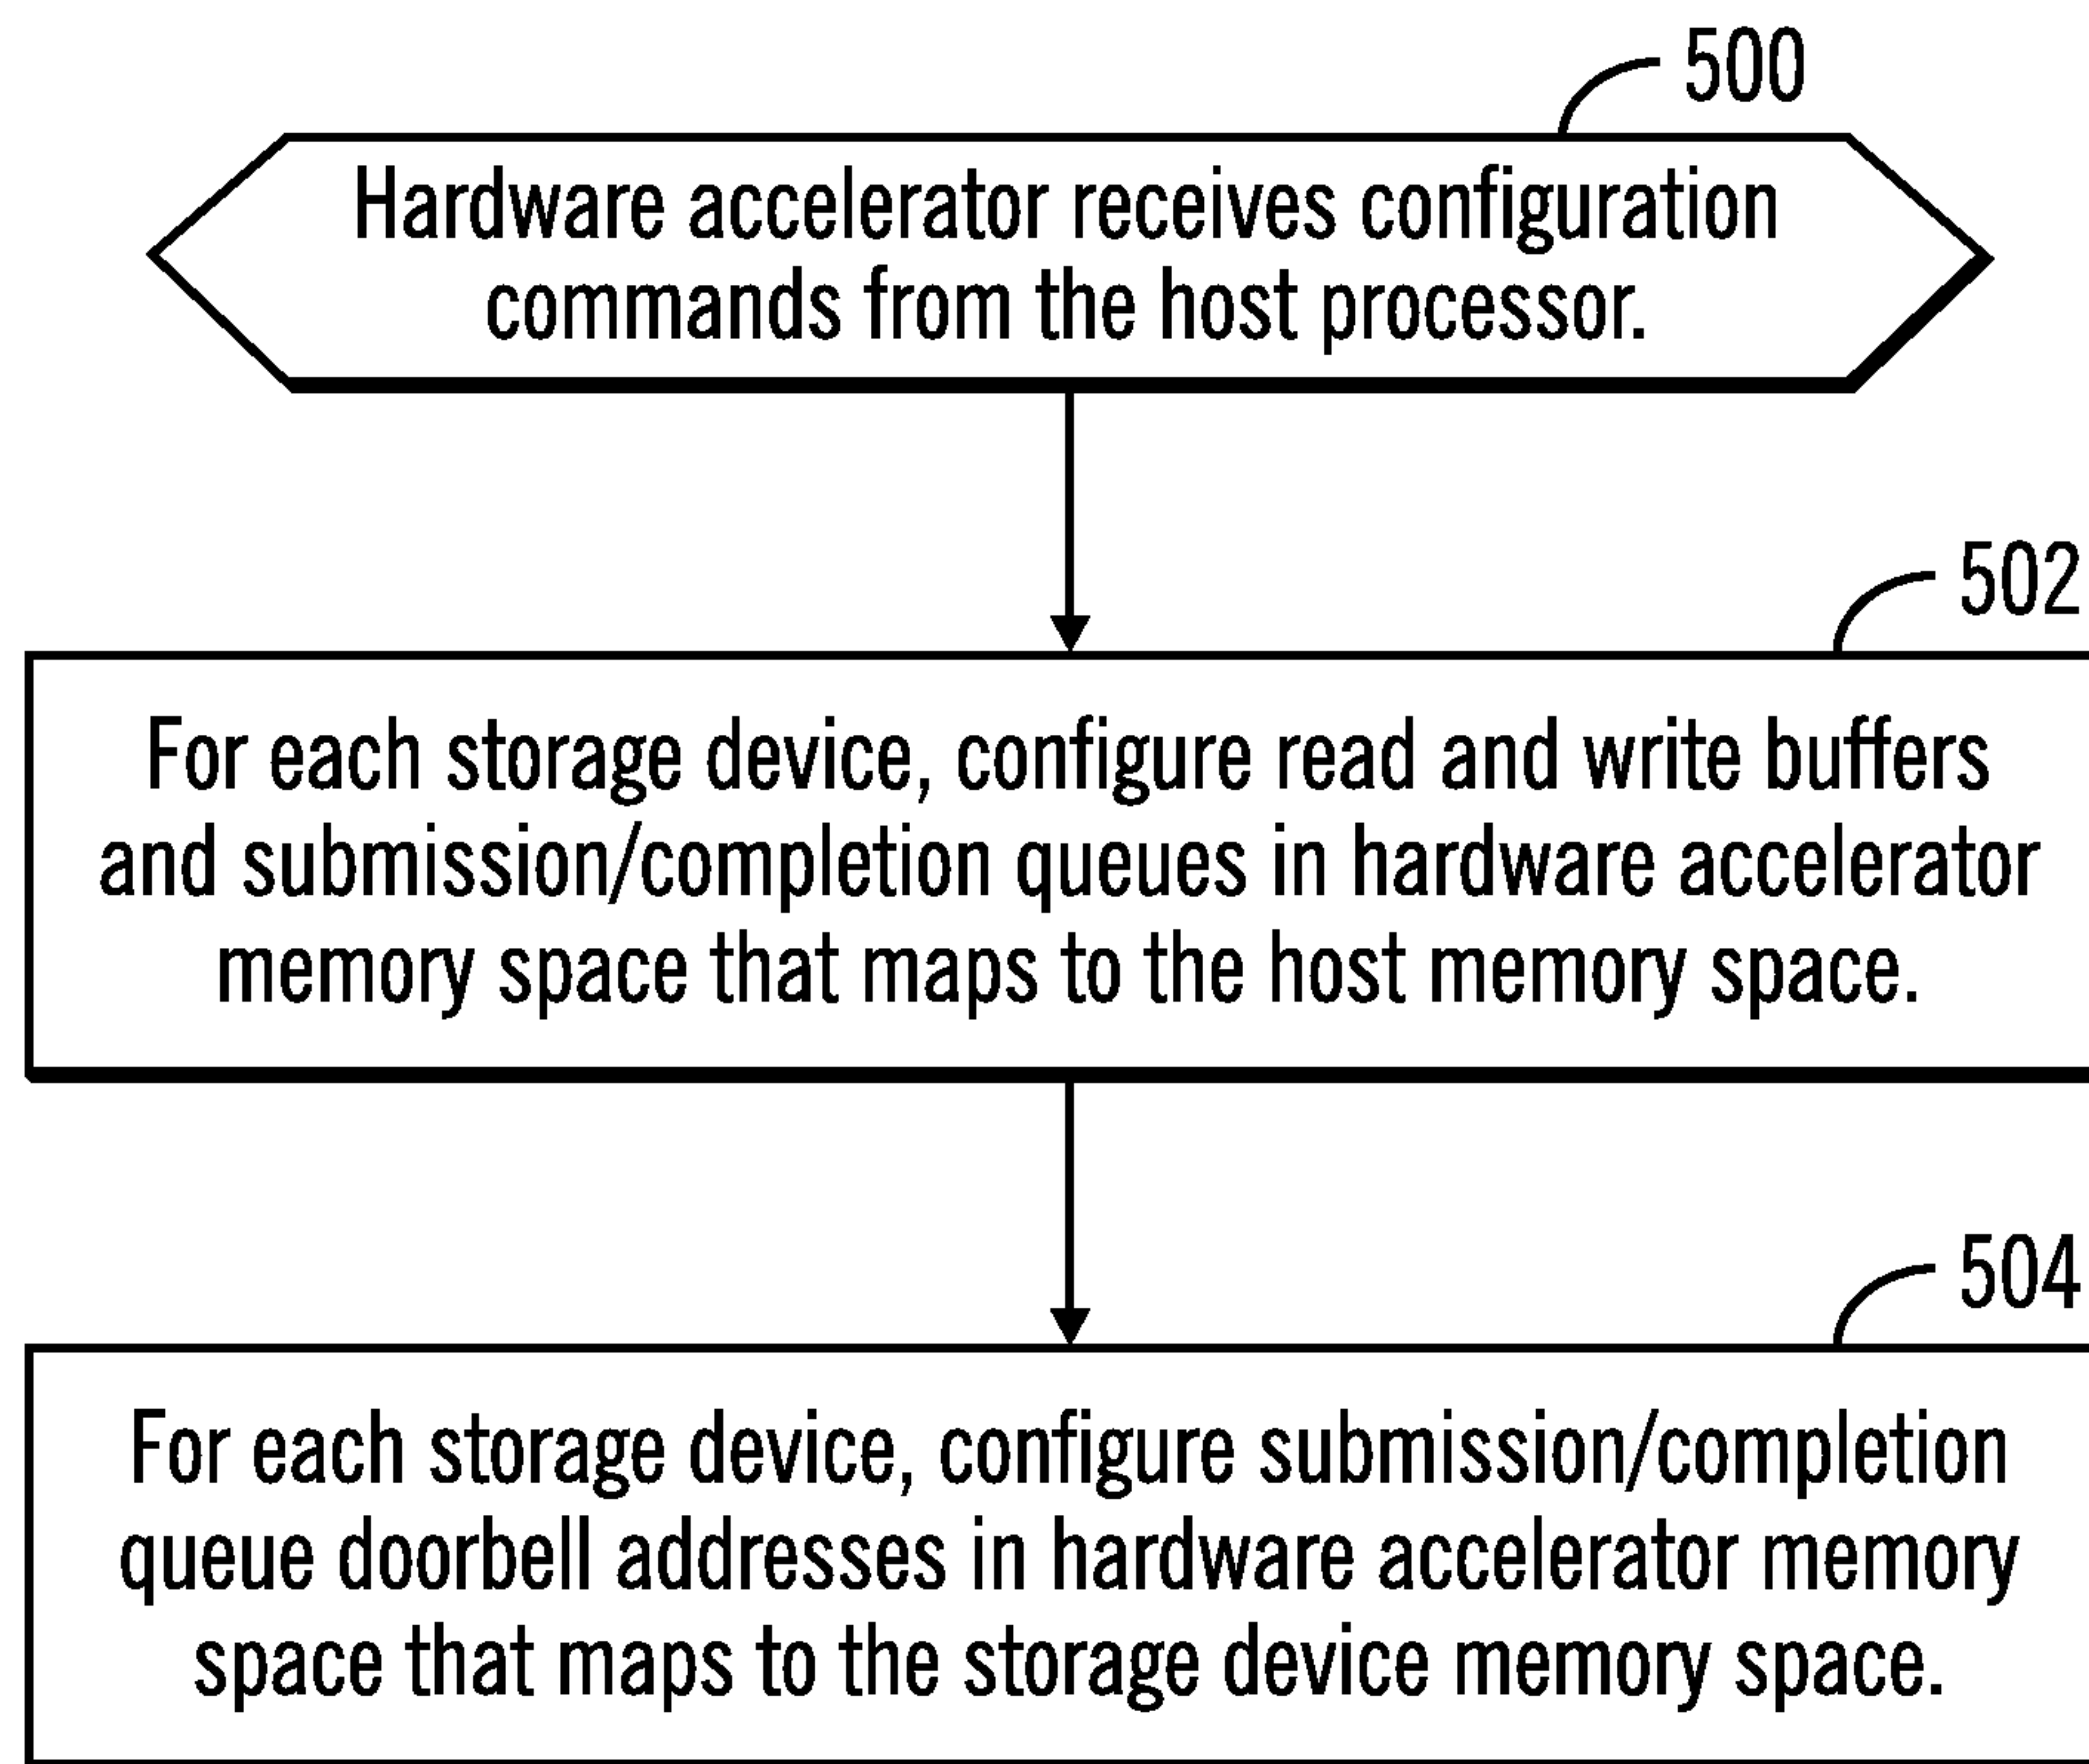 500
Hardware accelerator receives configuration
commands from the host processor.
502
For each storage device, configure read and write buffers
and submission/completion queues in hardware accelerator
memory space that maps to the host memory space.
504
For each storage device, configure submission/completion
queue doorbell addresses in hardware accelerator memory
space that maps to the storage device memory space.